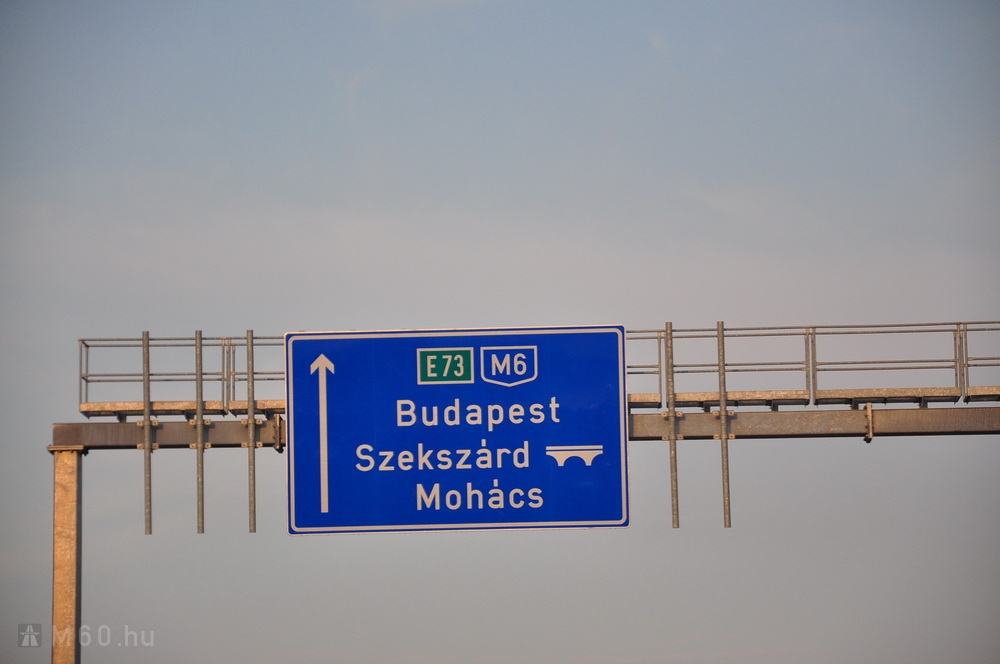 E73 M6
Budapest
Szekszárd
Mohács
M60.hu